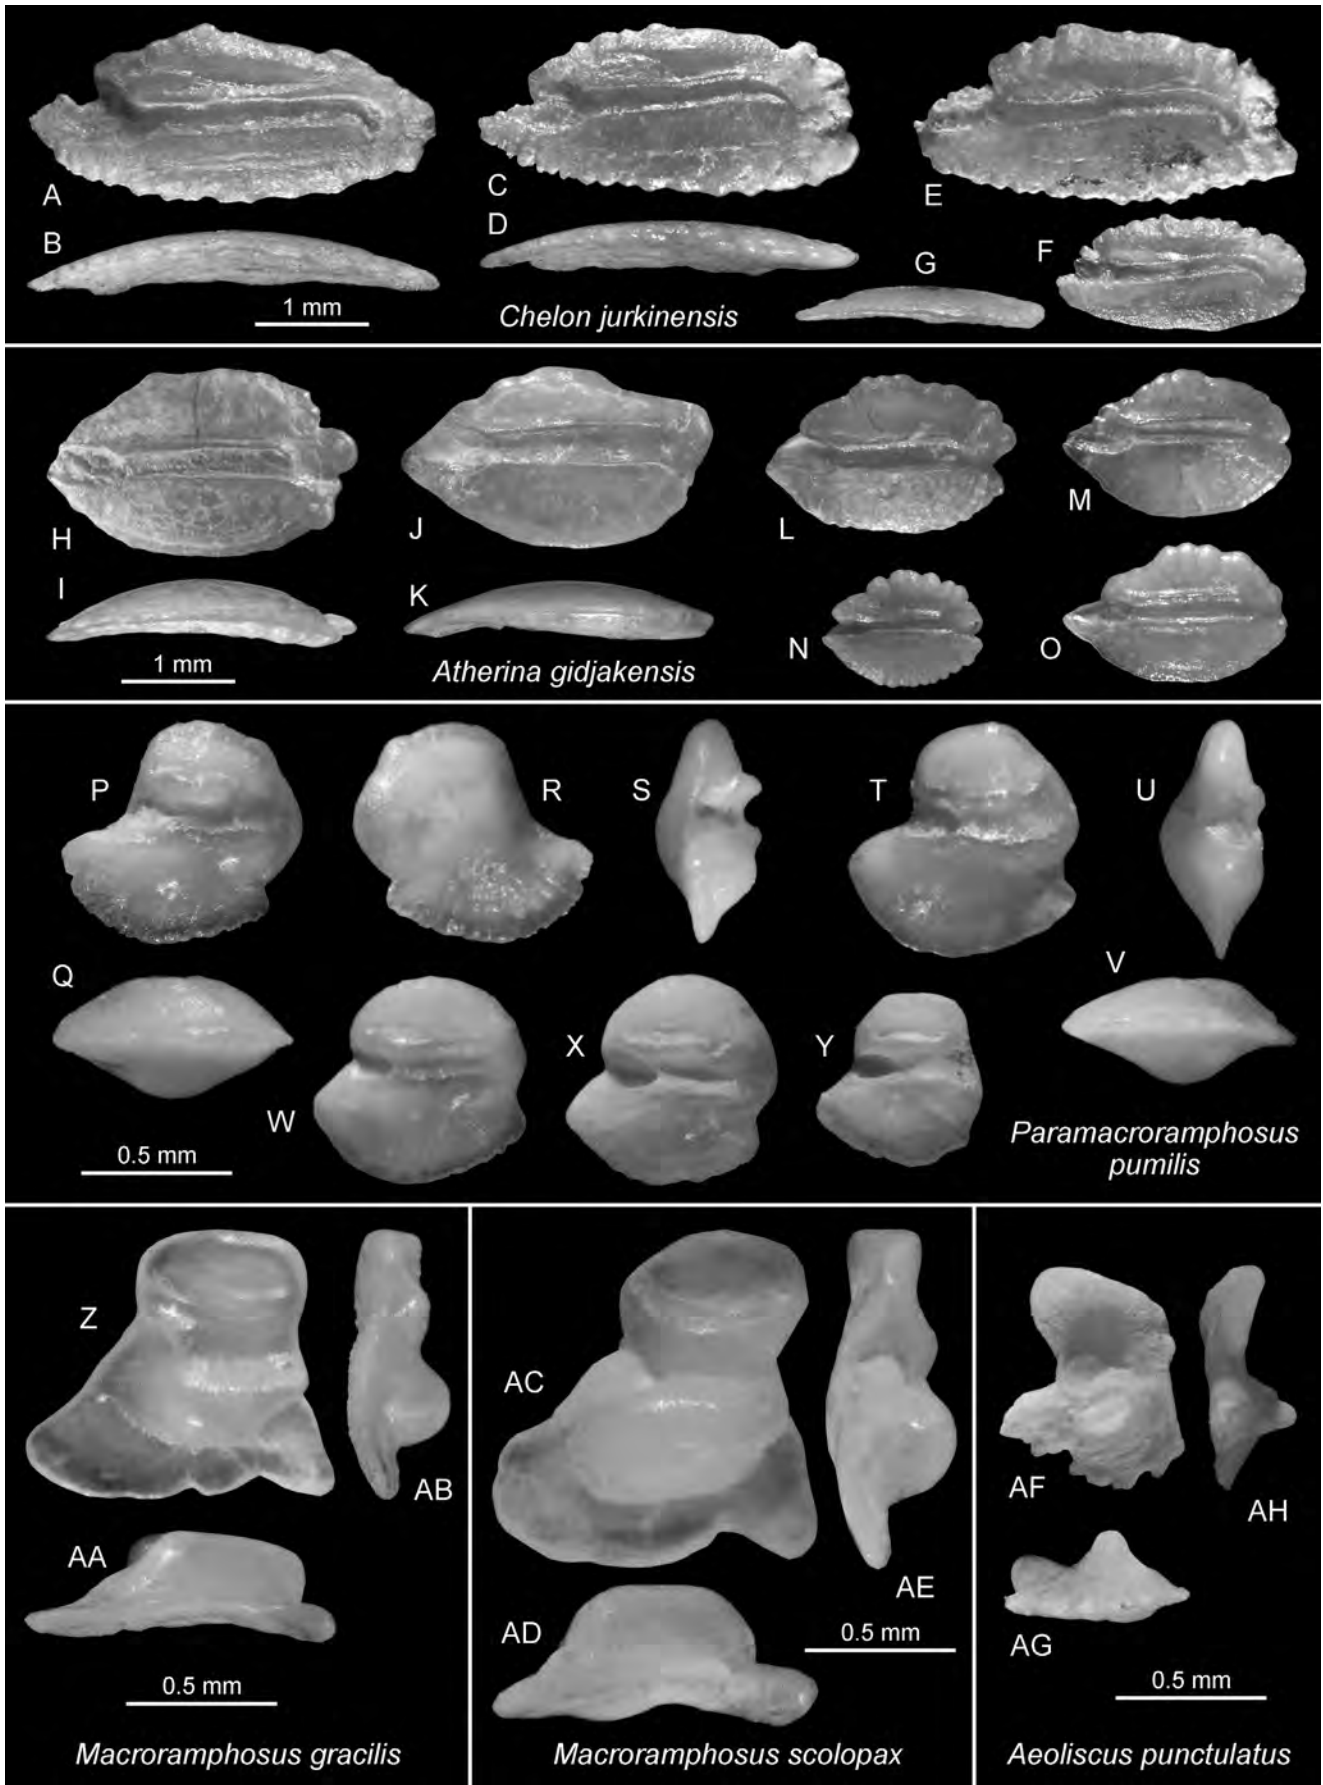 A
C
E
B
D
G
F
1 mm
Chelon jurkinensis
H
J
L
M
I
K
N
O
1 mm
Atherina gidjakensis
P
R
S
T
U
Q
V
W
X
Y
0.5 mm
Paramacroramphosus
pumilis
Z
AB
AA
0.5 mm
Macroramphosus gracilis
AC
AE
AD
0.5 mm
Macroramphosus scolopax
AF
AH
AG
0.5 mm
Aeoliscus punctulatus